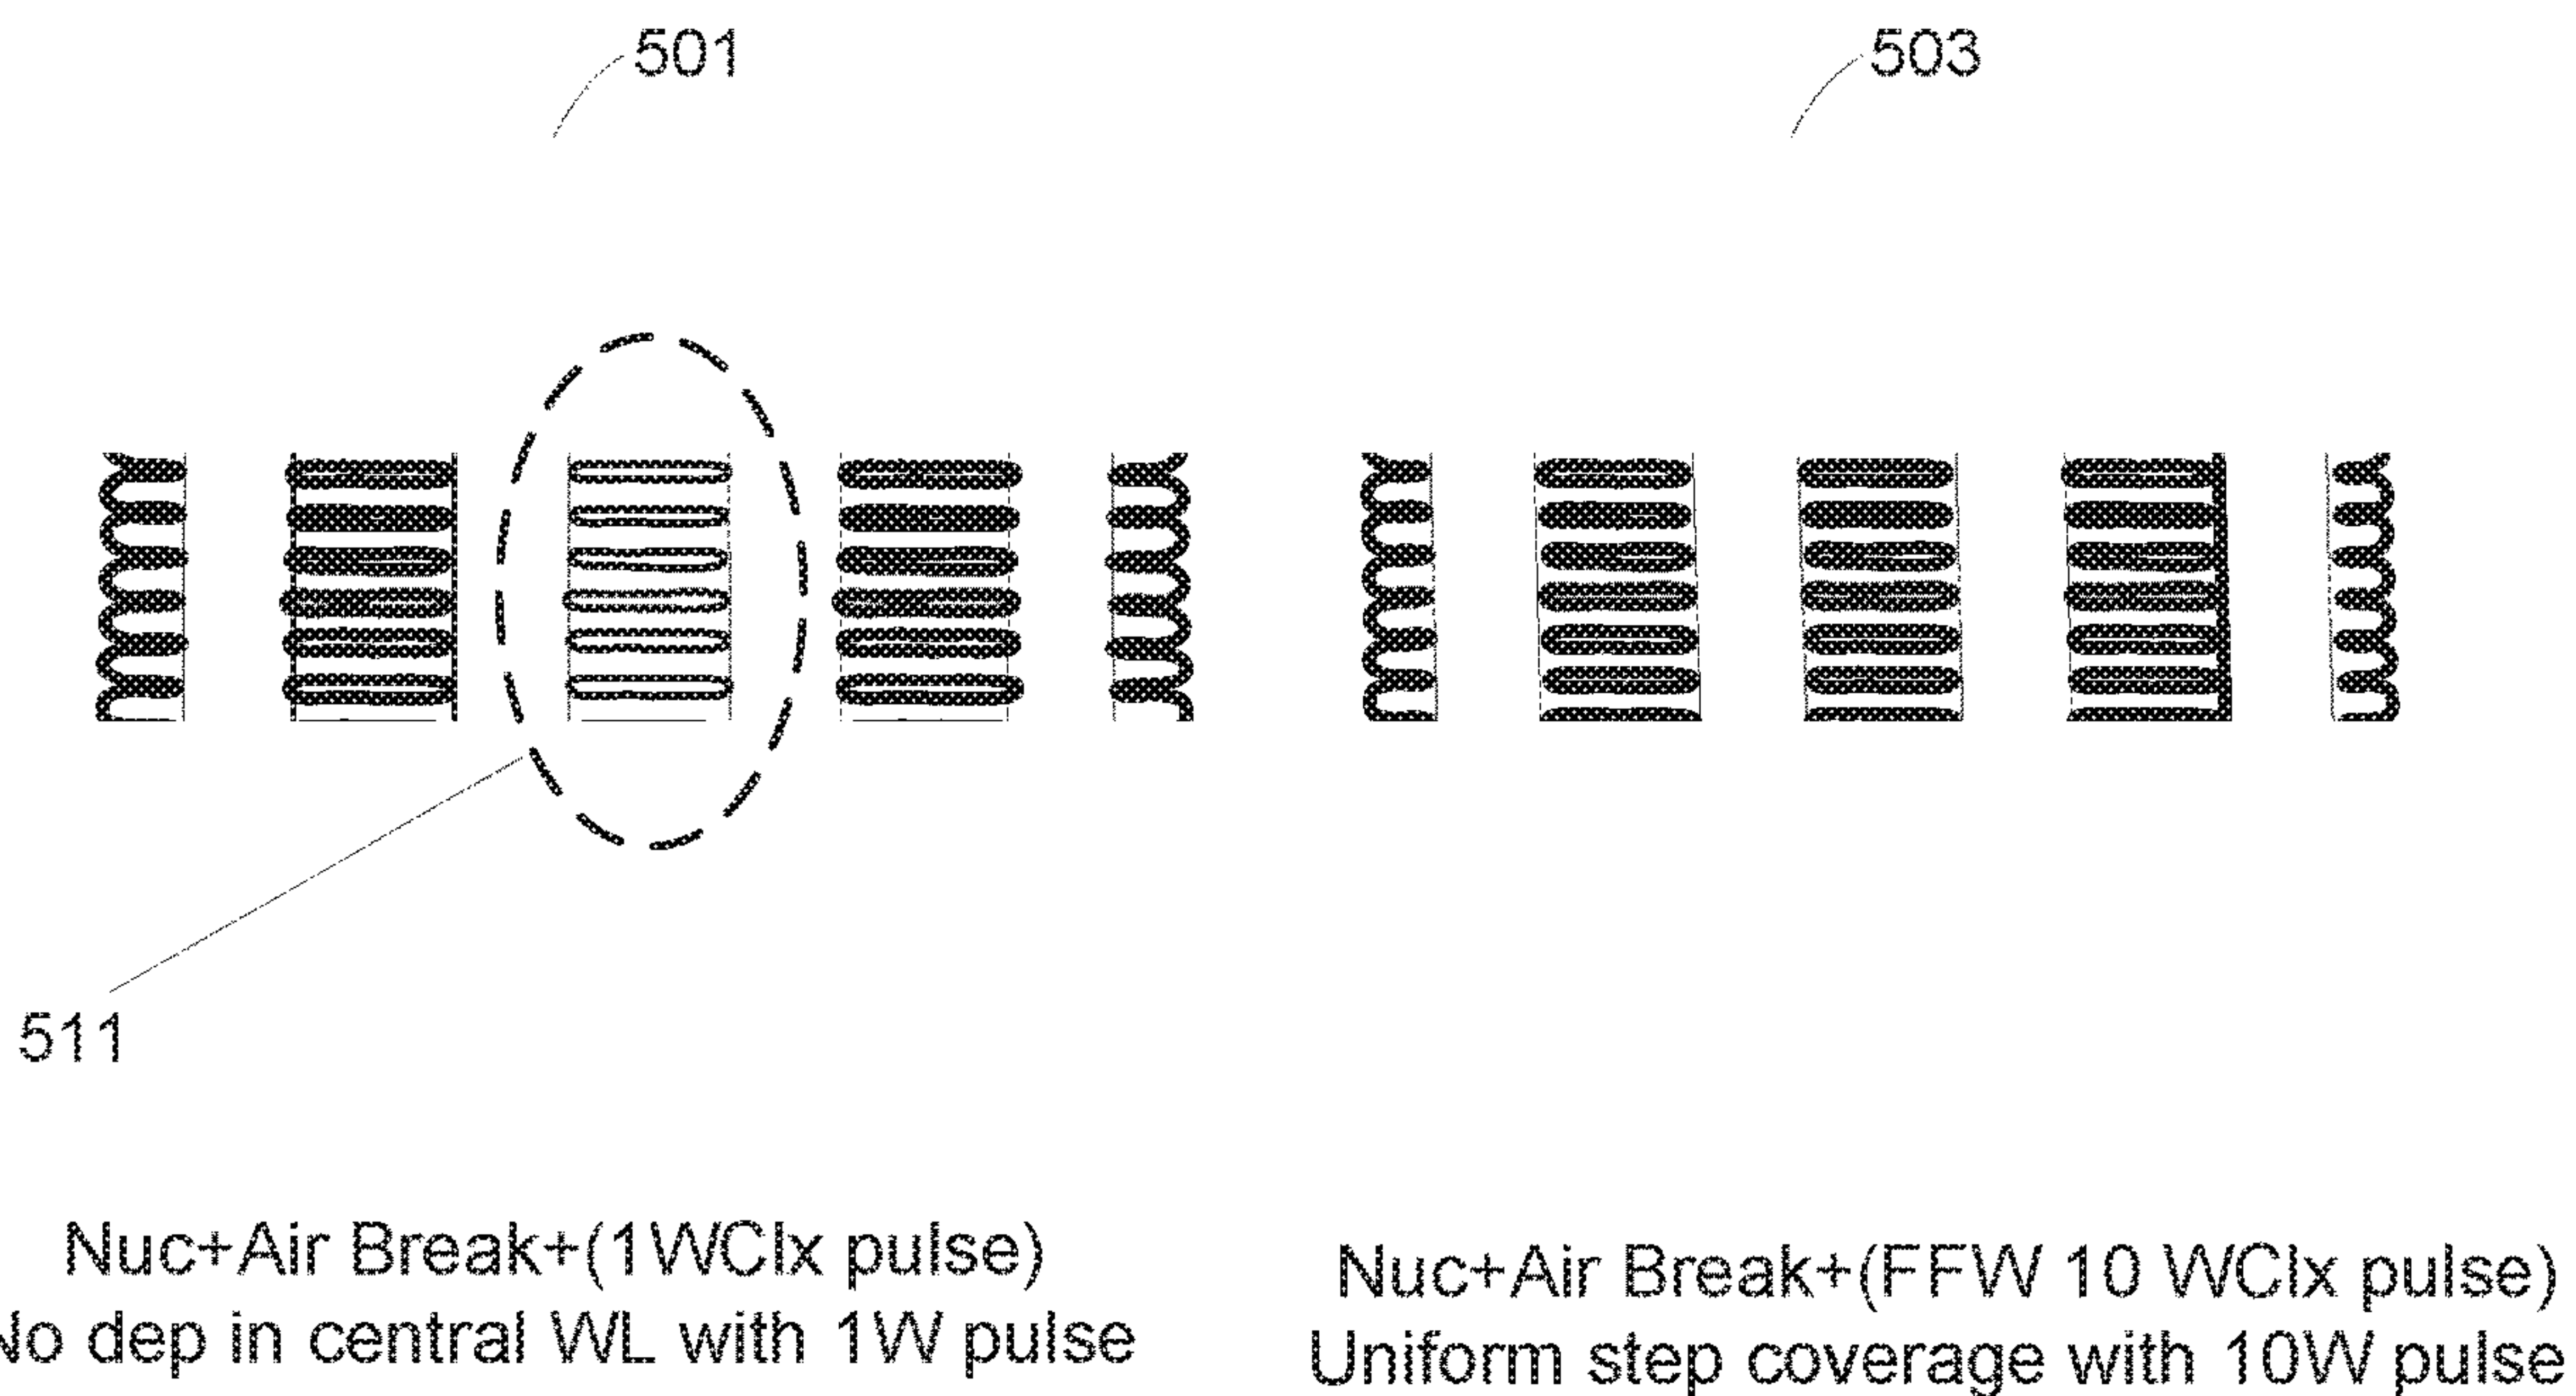 501
503
511
Nuc+Air Break+(1WClx pulse)
No dep in central WL with 1W pulse
Nuc+Air Break+(FFW 10 WClx pulse)
Uniform step coverage with 10W pulse